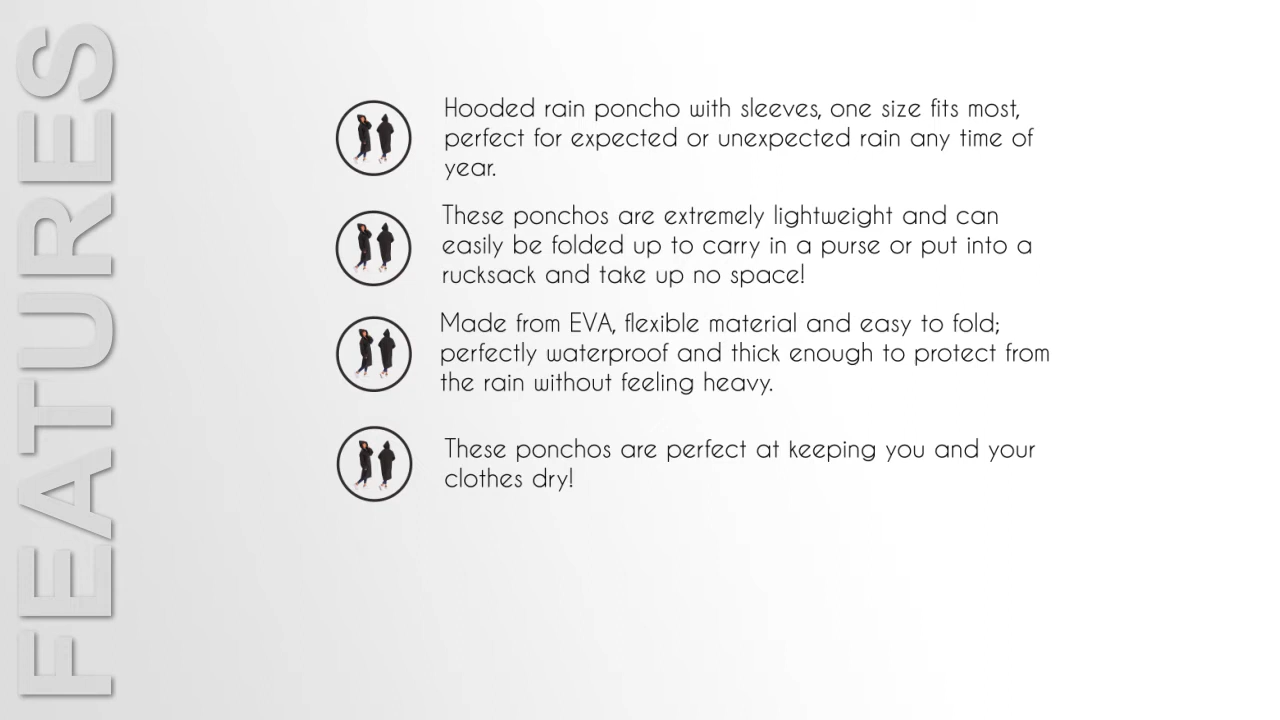 FEATURES
Hooded rain poncho with sleeves, one size fits most,
perfect for expected or unexpected rain any time of
year.
These ponchos are extremely lightweight and can
easily be folded up to carry in a purse or put into a
rucksack and take up no space!
Made from EVA, flexible material and easy to fold;
perfectly waterproof and thick enough to protect from
the rain without feeling heavy.
These ponchos are perfect at keeping you and your
clothes dry!